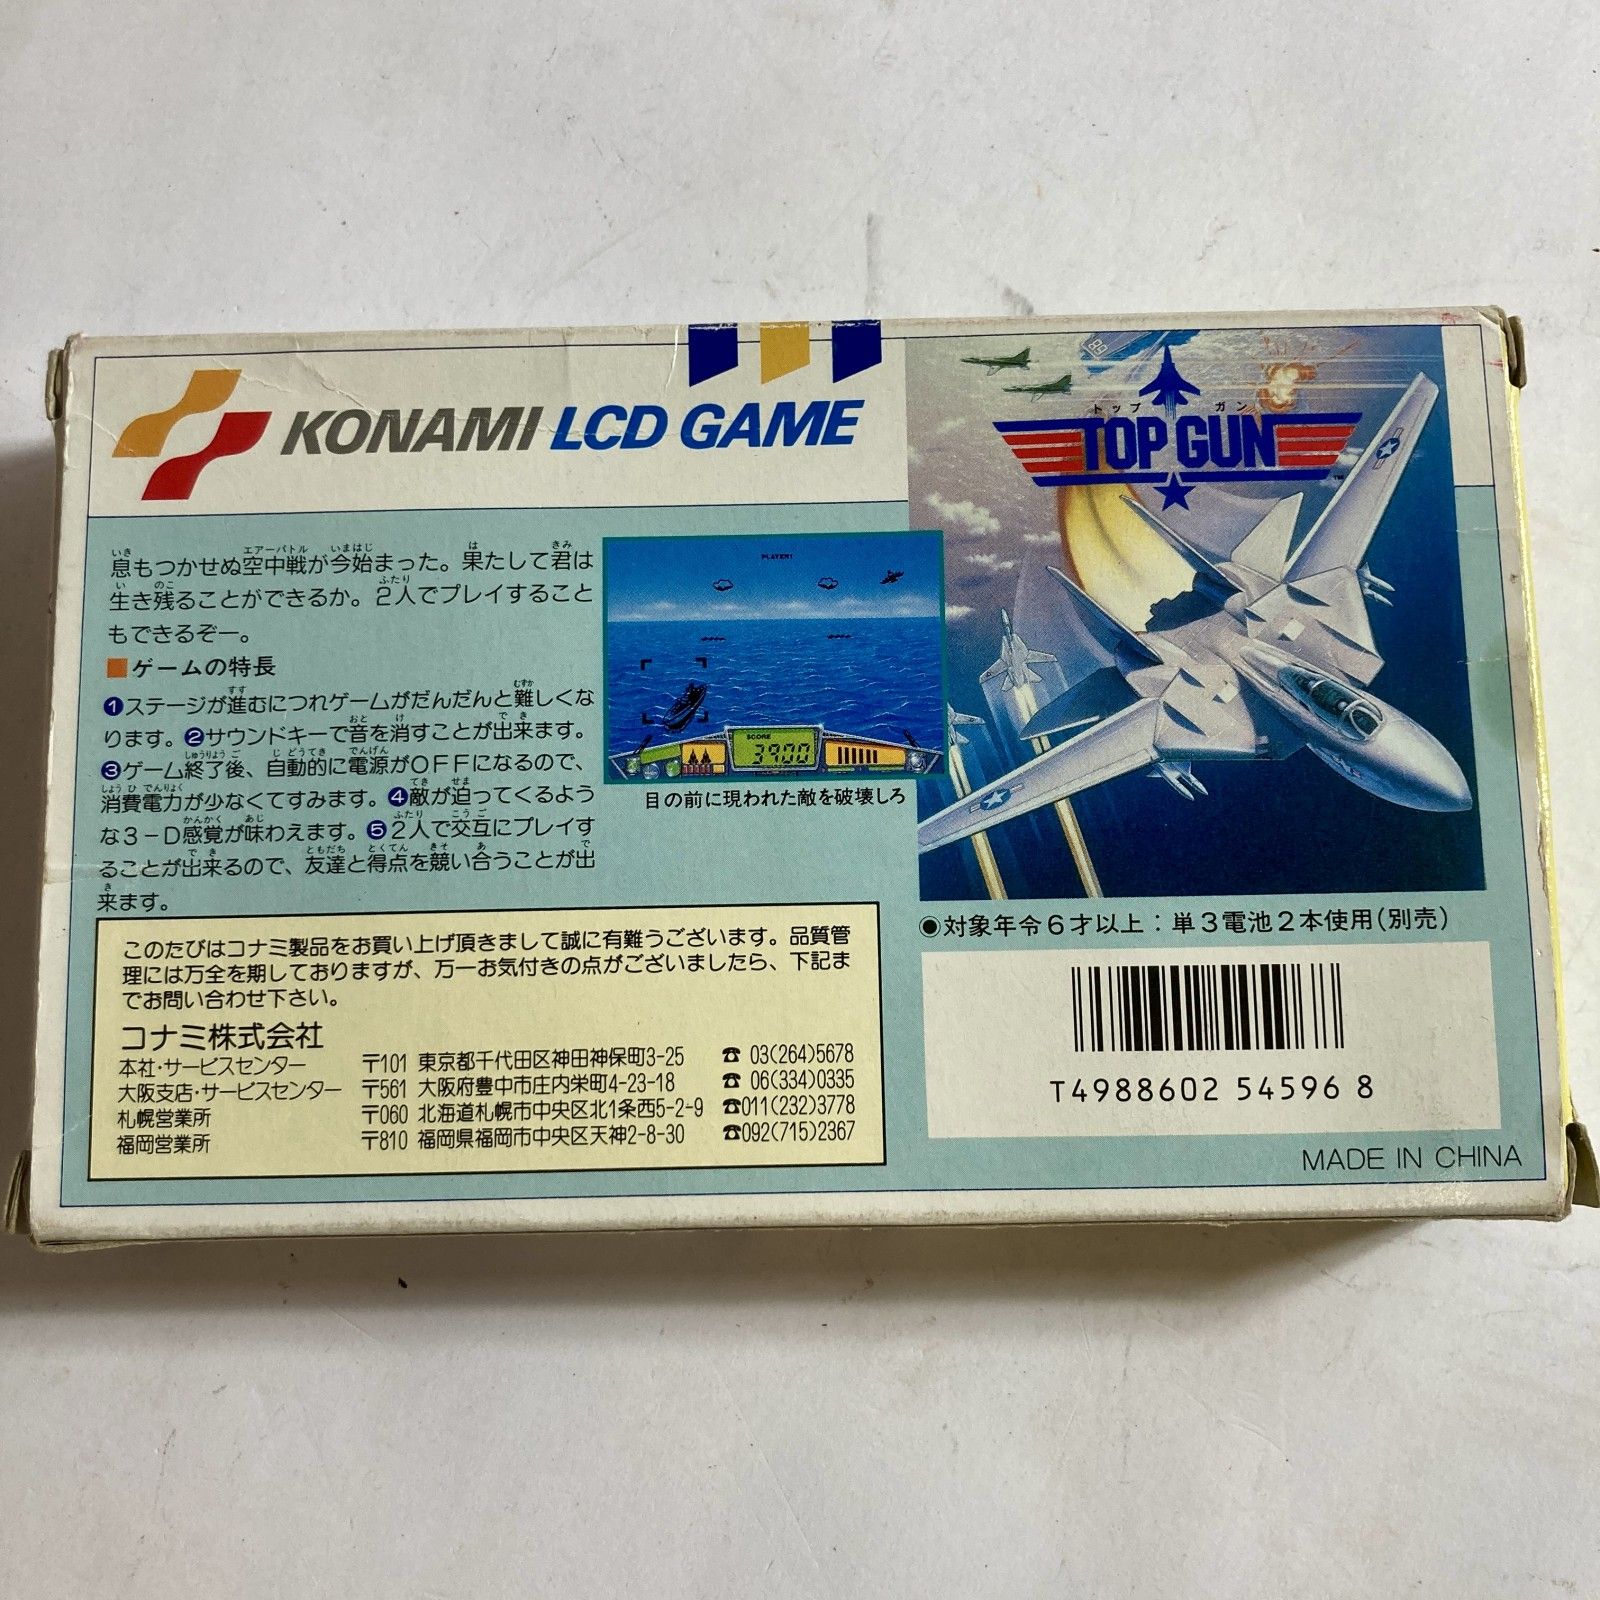 KONAMI LCD GAME
トップ ガン
TOP GUN
TM
89
息もつかせぬ空中戦が今始まった。果たして君は
生き残ることができるか。2人でプレイすること
もできるぞー。
■ゲームの特長
❶ステージが進むにつれゲームがだんだんと難しくな
ります。❷サウンドキーで音を消すことが出来ます。
❸ゲーム終了後、自動的に電源がOFFになるので、
消費電力が少なくてすみます。❹敵が迫ってくるよう
な3-D感覚が味わえます。❺2人で交互にプレイす
ることが出来るので、友達と得点を競い合うことが出
来ます。
PLAYER1
SCORE
3900
目の前に現われた敵を破壊しろ
◉対象年令6才以上：単3電池2本使用(別売)
このたびはコナミ製品をお買い上げ頂きまして誠に有難うございます。品質管
理には万全を期しておりますが、万一お気付きの点がございましたら、下記ま
でお問い合わせ下さい。
コナミ株式会社
本社・サービスセンター 〒101 東京都千代田区神田神保町3-25 ☎ 03(264)5678
大阪支店・サービスセンター 〒561 大阪府豊中市庄内栄町4-23-18 ☎ 06(334)0335
札幌営業所 〒060 北海道札幌市中央区北1条西5-2-9 ☎011(232)3778
福岡営業所 〒810 福岡県福岡市中央区天神2-8-30 ☎092(715)2367
T4988602 54596 8
MADE IN CHINA